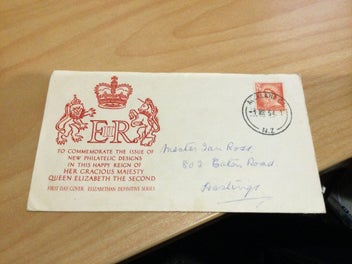 E II R
TO COMMEMORATE THE ISSUE OF
NEW PHILATELIC DESIGNS
IN THIS HAPPY REIGN OF
HER GRACIOUS MAJESTY
QUEEN ELIZABETH THE SECOND
FIRST DAY COVER ELIZABETHAN DEFINITIVE SERIES
N.Z.
Master Ian Ross,
802 Eaton Road,
Hastings